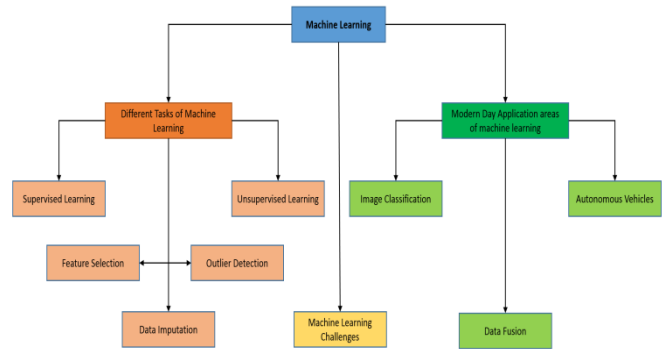 Machine Learning
Different Tasks of Machine
Learning
Modern Day Application areas
of machine learning
Supervised Learning
Unsupervised Learning
Image Classification
Autonomous Vehicles
Feature Selection
Outlier Detection
Data Imputation
Machine Learning
Challenges
Data Fusion